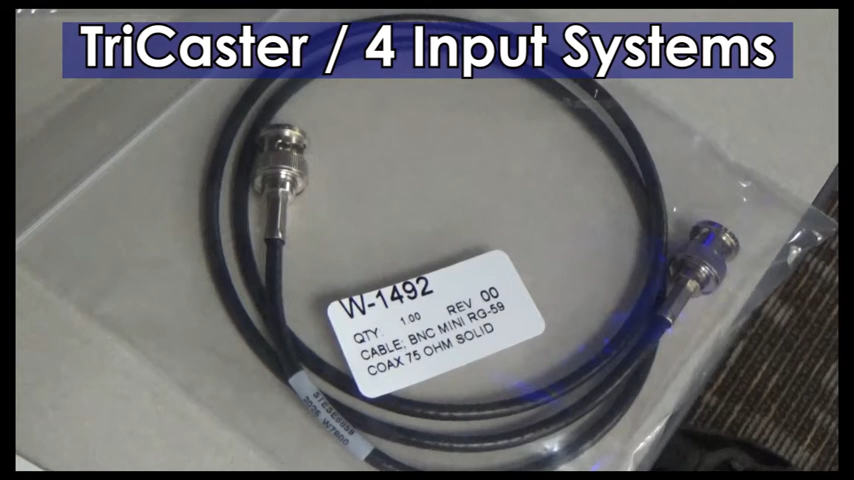 TriCaster / 4 Input Systems
W-1492
QTY: 1.00 REV 00
CABLE; BNC MINI RG-59
COAX 75 OHM SOLID